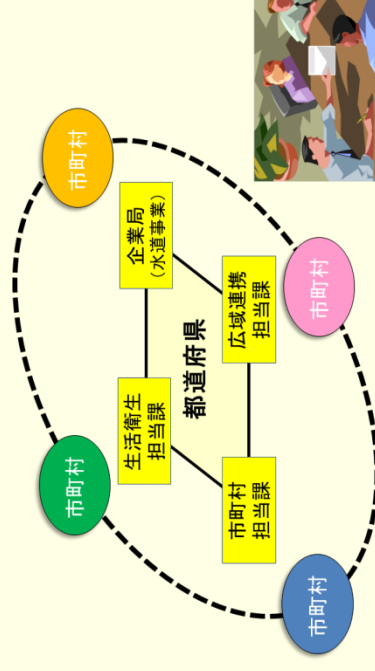 市町村
市町村
生活衛生
担当課
企業局
（水道事業）
都道府県
市町村
担当課
広域連携
担当課
市町村
市町村